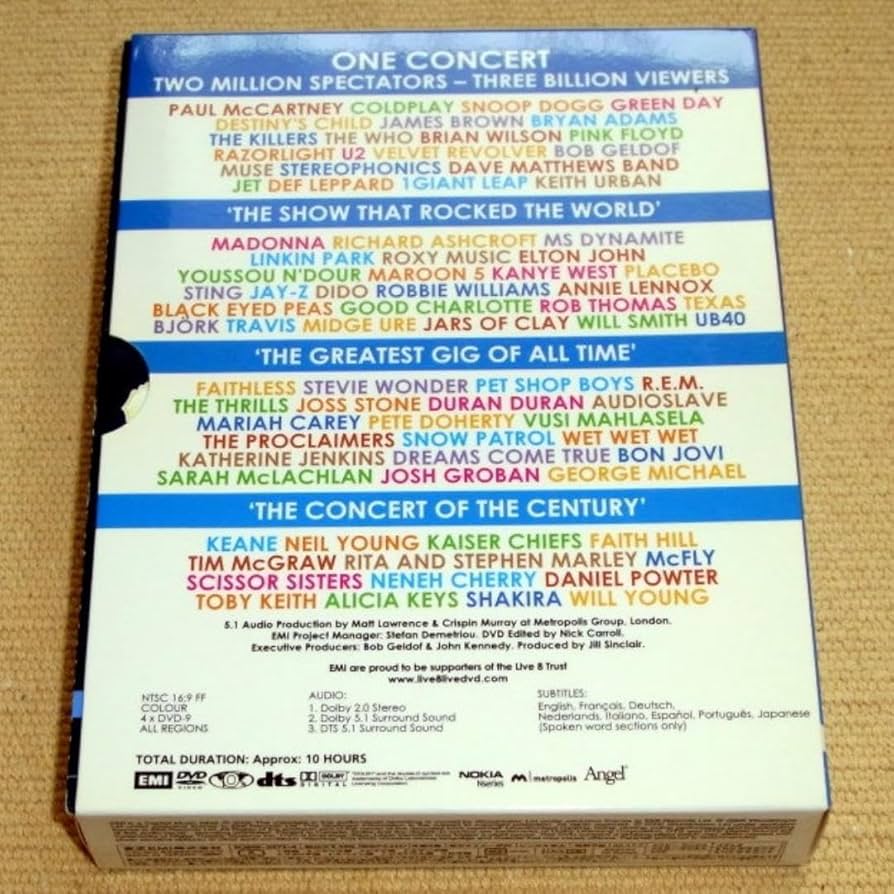 ONE CONCERT
TWO MILLION SPECTATORS – THREE BILLION VIEWERS
PAUL McCARTNEY COLDPLAY SNOOP DOGG GREEN DAY
DESTINY'S CHILD JAMES BROWN BRYAN ADAMS
THE KILLERS THE WHO BRIAN WILSON PINK FLOYD
RAZORLIGHT U2 VELVET REVOLVER BOB GELDOF
MUSE STEREOPHONICS DAVE MATTHEWS BAND
JET DEF LEPPARD 1GIANT LEAP KEITH URBAN
'THE SHOW THAT ROCKED THE WORLD'
MADONNA RICHARD ASHCROFT MS DYNAMITE
LINKIN PARK ROXY MUSIC ELTON JOHN
YOUSSOU N'DOUR MAROON 5 KANYE WEST PLACEBO
STING JAY-Z DIDO ROBBIE WILLIAMS ANNIE LENNOX
BLACK EYED PEAS GOOD CHARLOTTE ROB THOMAS TEXAS
BJÖRK TRAVIS MIDGE URE JARS OF CLAY WILL SMITH UB40
'THE GREATEST GIG OF ALL TIME'
FAITHLESS STEVIE WONDER PET SHOP BOYS R.E.M.
THE THRILLS JOSS STONE DURAN DURAN AUDIOSLAVE
MARIAH CAREY PETE DOHERTY VUSI MAHLASELA
THE PROCLAIMERS SNOW PATROL WET WET WET
KATHERINE JENKINS DREAMS COME TRUE BON JOVI
SARAH McLACHLAN JOSH GROBAN GEORGE MICHAEL
'THE CONCERT OF THE CENTURY'
KEANE NEIL YOUNG KAISER CHIEFS FAITH HILL
TIM McGRAW RITA AND STEPHEN MARLEY McFLY
SCISSOR SISTERS NENEH CHERRY DANIEL POWTER
TOBY KEITH ALICIA KEYS SHAKIRA WILL YOUNG
5.1 Audio Production by Matt Lawrence & Crispin Murray at Metropolis Group, London.
EMI Project Manager: Stefan Demetriou. DVD Edited by Nick Carroll.
Executive Producers: Bob Geldof & John Kennedy. Produced by Jill Sinclair.
EMI are proud to be supporters of the Live 8 Trust
www.live8livedvd.com
NTSC 16:9 FF
COLOUR
4 x DVD-9
ALL REGIONS
AUDIO:
1. Dolby 2.0 Stereo
2. Dolby 5.1 Surround Sound
3. DTS 5.1 Surround Sound
SUBTITLES:
English, Français, Deutsch,
Nederlands, Italiano, Español, Português, Japanese
(Spoken word sections only)
TOTAL DURATION: Approx: 10 HOURS
EMI DVD VIDEO dts DOLBY DIGITAL NOKIA Nseries metropolis Angel